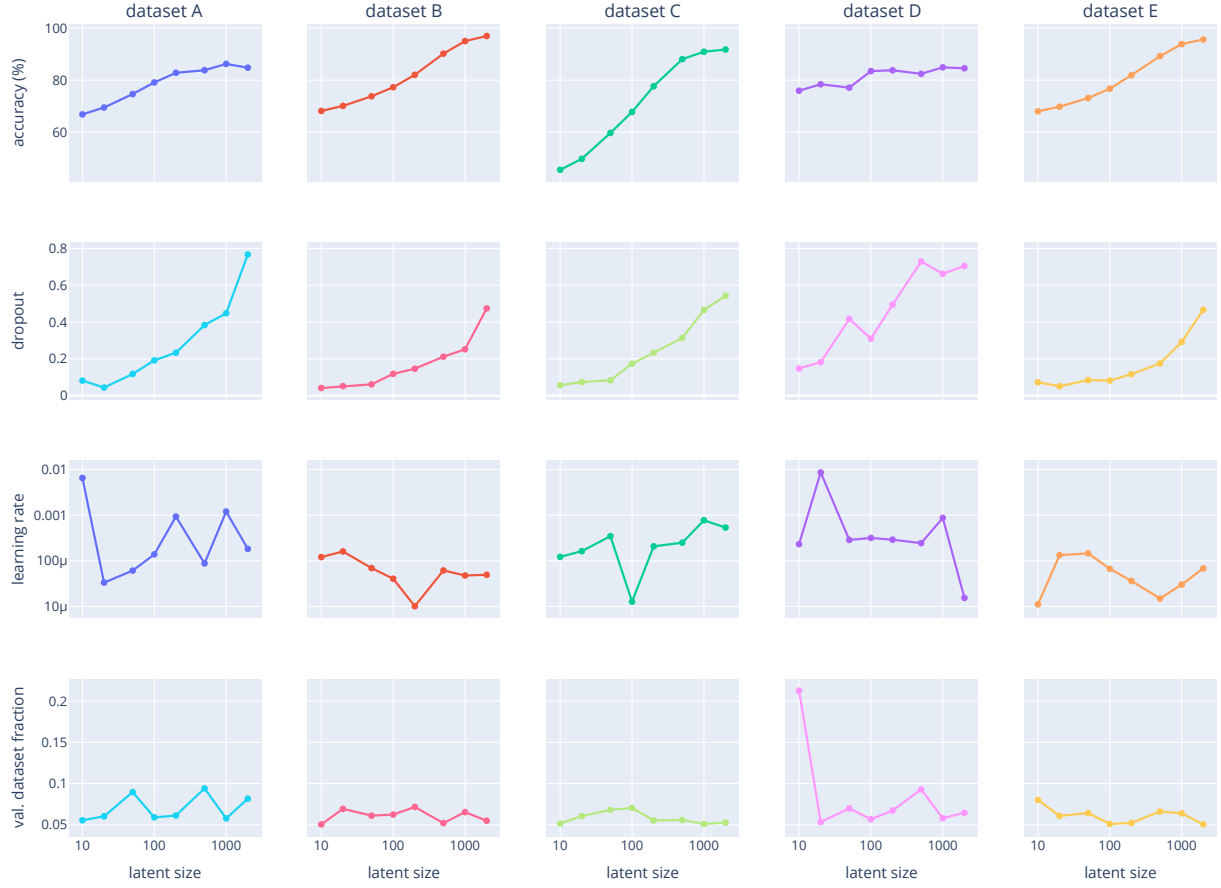 dataset A
dataset B
dataset C
dataset D
dataset E
accuracy (%)
100
80
60
dropout
0.8
0.6
0.4
0.2
0
learning rate
0.01
0.001
100μ
10μ
val. dataset fraction
0.2
0.15
0.1
0.05
10 100 1000
10 100 1000
10 100 1000
10 100 1000
10 100 1000
latent size
latent size
latent size
latent size
latent size